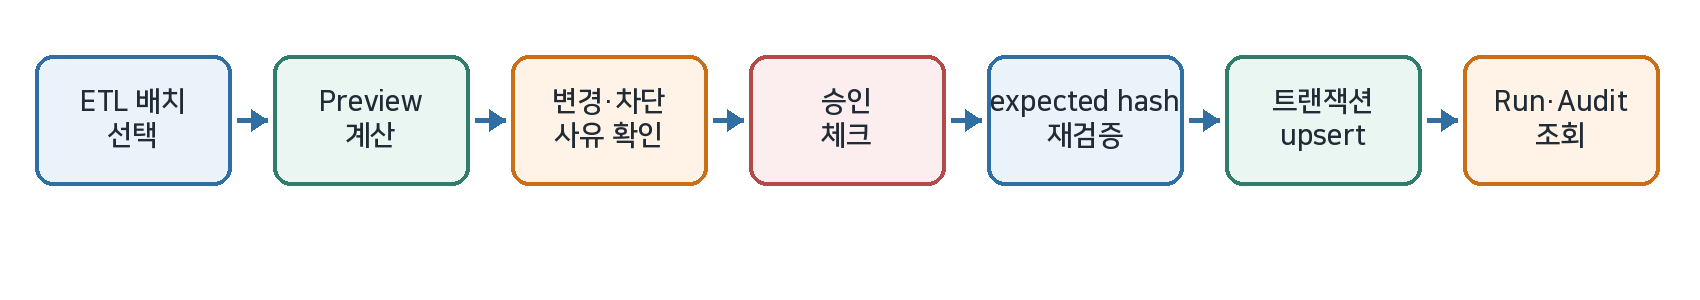 ETL 배치
선택
Preview
계산
변경·차단
사유 확인
승인
체크
expected hash
재검증
트랜잭션
upsert
Run·Audit
조회